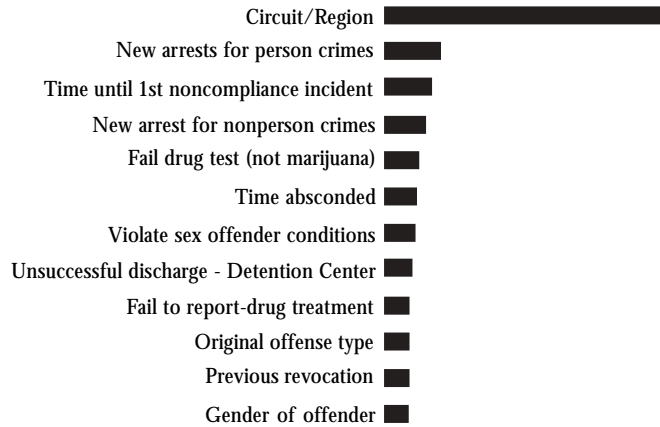 Circuit/Region
New arrests for person crimes
Time until 1st noncompliance incident
New arrest for nonperson crimes
Fail drug test (not marijuana)
Time absconded
Violate sex offender conditions
Unsuccessful discharge - Detention Center
Fail to report-drug treatment
Original offense type
Previous revocation
Gender of offender